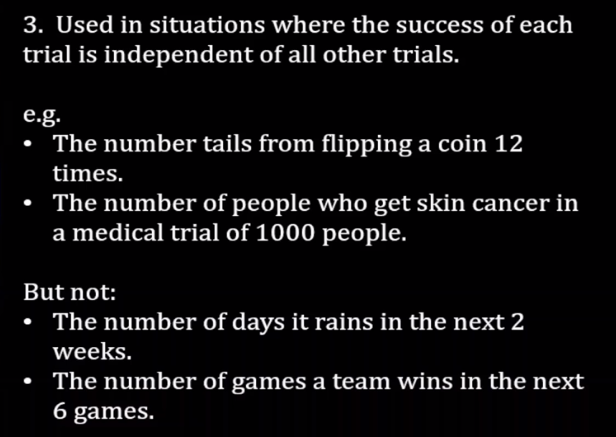 3. Used in situations where the success of each
trial is independent of all other trials.
e.g.
• The number tails from flipping a coin 12
times.
• The number of people who get skin cancer in
a medical trial of 1000 people.
But not:
• The number of days it rains in the next 2
weeks.
• The number of games a team wins in the next
6 games.